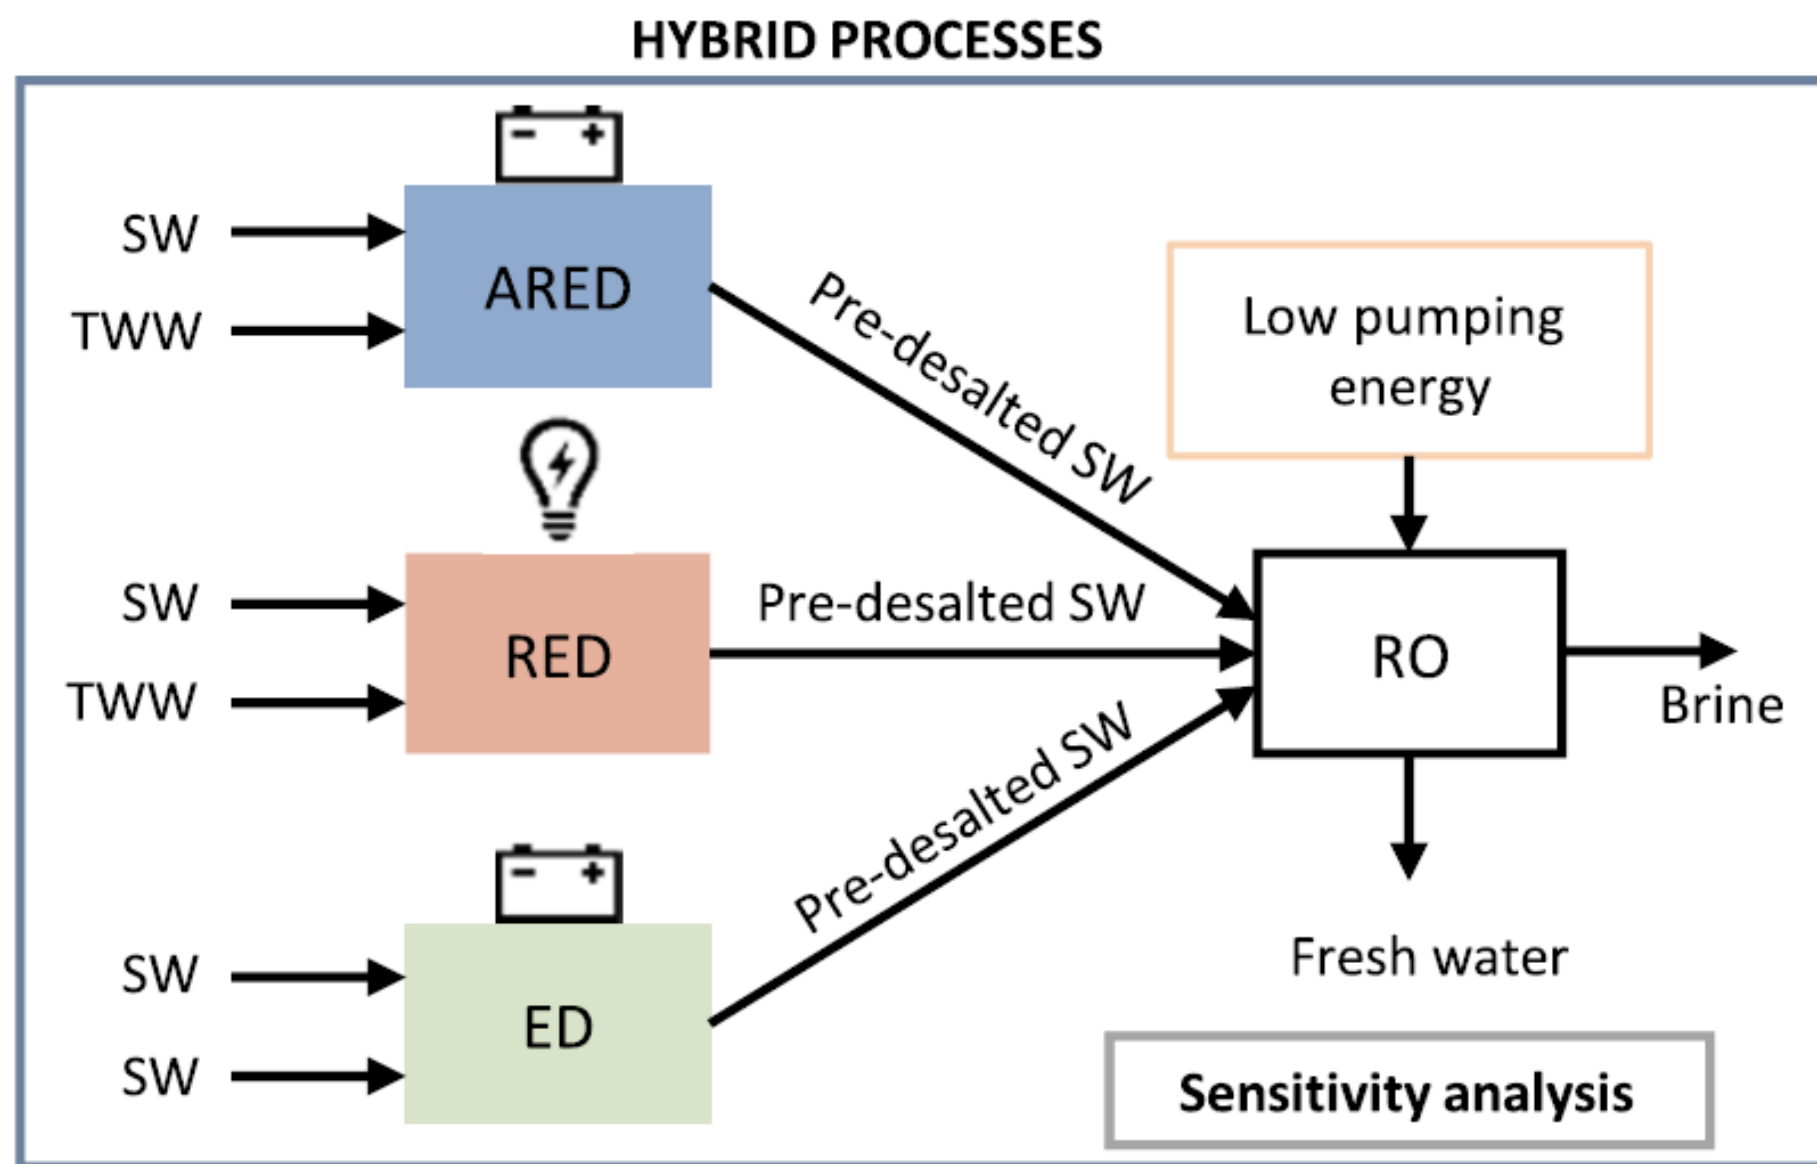 HYBRID PROCESSES
SW
TWW
ARED
Pre-desalted SW
Low pumping
energy
SW
TWW
RED
Pre-desalted SW
RO
Brine
SW
SW
ED
Pre-desalted SW
Fresh water
Sensitivity analysis